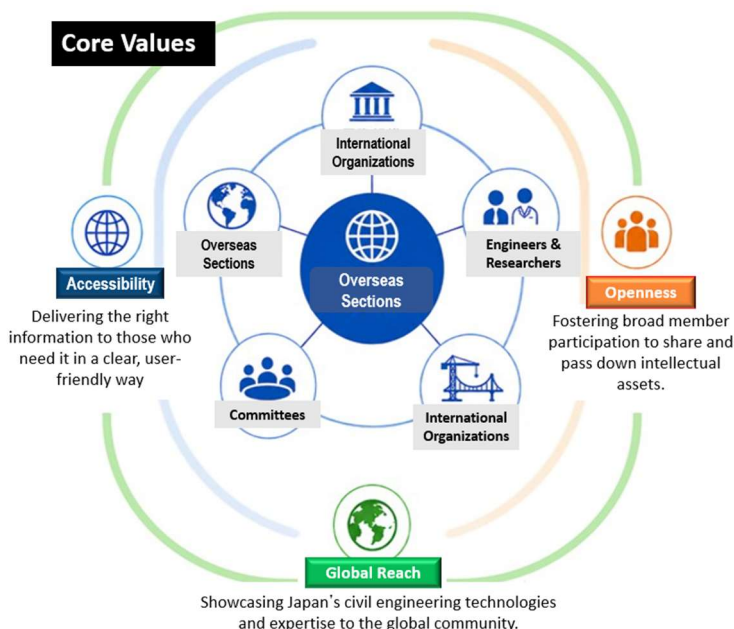 Core Values
International
Organizations
Overseas
Sections
Engineers &
Researchers
Overseas
Sections
Accessibility
Delivering the right
information to those who
need it in a clear, user-
friendly way
Openness
Fostering broad member
participation to share and
pass down intellectual
assets.
Committees
International
Organizations
Global Reach
Showcasing Japan's civil engineering technologies
and expertise to the global community.